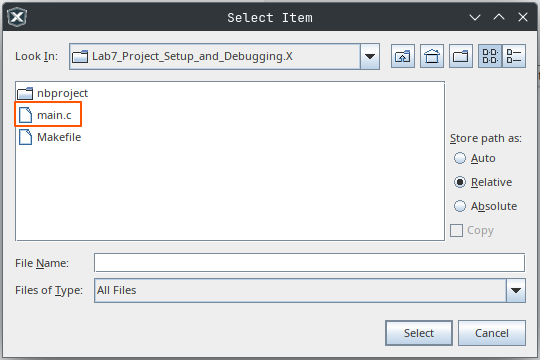 Select Item
Look In: Lab7_Project_Setup_and_Debugging.X
nbproject
main.c
Makefile
Store path as:
Auto
Relative
Absolute
Copy
File Name:
Files of Type: All Files
Select Cancel